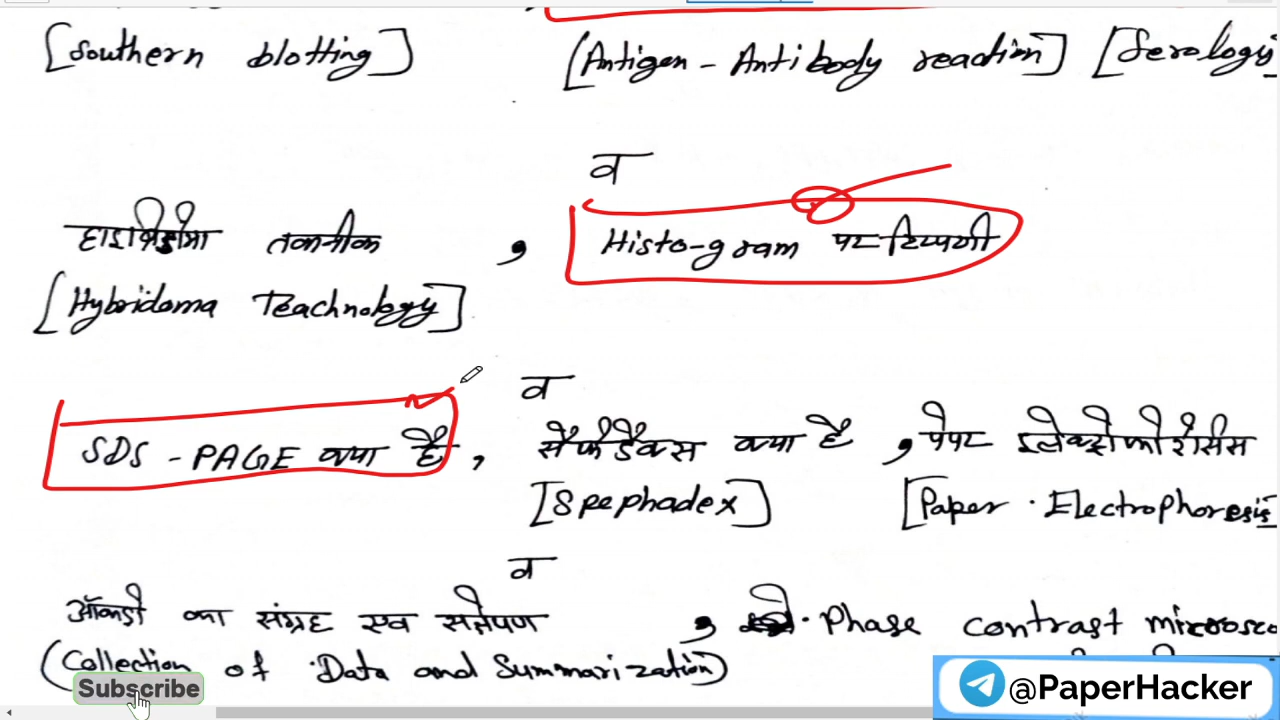 [Southern blotting] [Antigen - Antibody reaction] [Serology]
व
हाइब्रिडोमा तकनीक , Histo-gram पर टिप्पणी
[Hybridoma Teachnology]
व
SDS - PAGE क्या है , सैफेडैक्स क्या है , पेपर इलेक्ट्रोफोरेसिस
[Spephadex] [Paper . Electrophoresis]
व
आँकडो का संग्रह एव संक्षेपण , . Phase contrast microsco
(Collection of Data and Summarization)
Subscribe
@PaperHacker